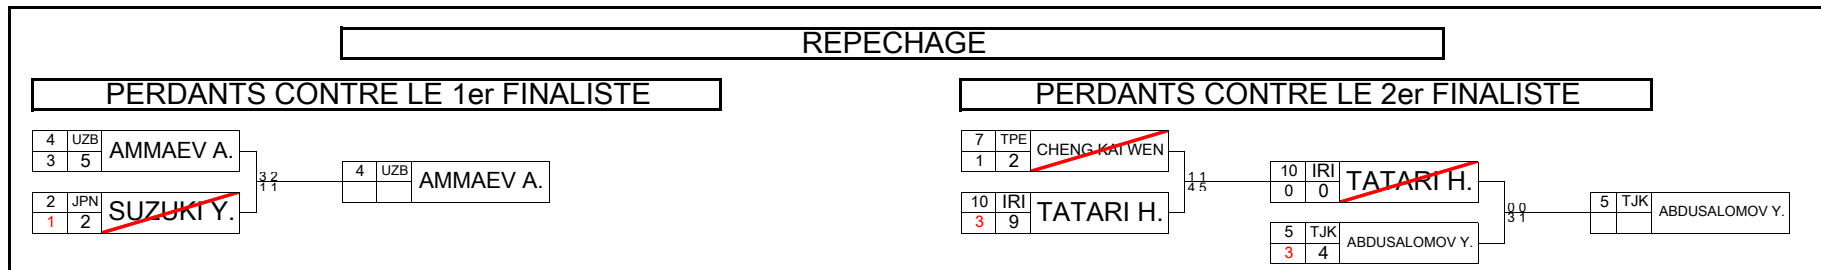 REPECHAGE
PERDANTS CONTRE LE 1er FINALISTE
4 UZB AMMAEV A.
3 5
3 2
1 1
4 UZB AMMAEV A.
2 JPN SUZUKI Y.
1 2
PERDANTS CONTRE LE 2er FINALISTE
7 TPE CHENG KAI WEN
1 2
1 1
4 5
10 IRI TATARI H.
3 9
10 IRI TATARI H.
0 0
0 0
3 1
5 TJK ABDUSALOMOV Y.
3 4
5 TJK ABDUSALOMOV Y.